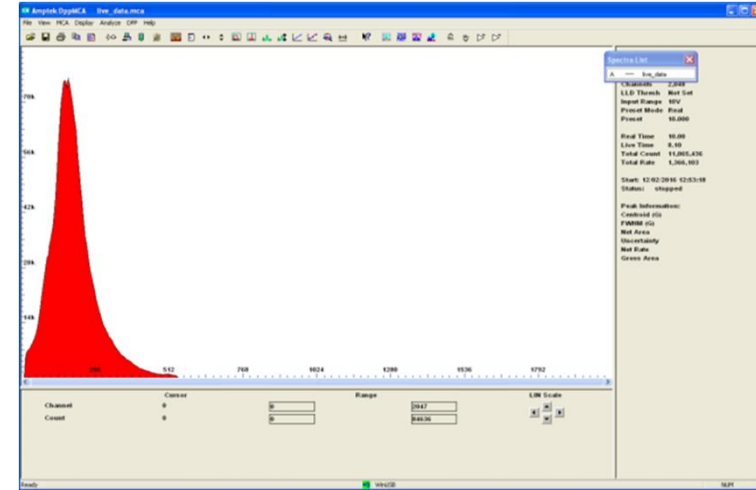 Amptek DppMCA live_data.mca
File View MCA Display Analyze DPP Help
Spectra List
A — live_data
Channels 2,048
LLD Thresh Not Set
Input Range 10V
Preset Mode Real
Preset 10.000
Real Time 10.00
Live Time 8.10
Total Count 11,065,436
Total Rate 1,366,103
Start: 12/02/2016 12:53:18
Status: stopped
Peak Information:
Centroid (G)
FWHM (G)
Net Area
Uncertainty
Net Rate
Gross Area
70k
56k
42k
28k
14k
256 512 768 1024 1280 1536 1792
Cursor Range LIN Scale
Channel 0 0 2047
Count 0 0 84636
Ready WinUSB NUM